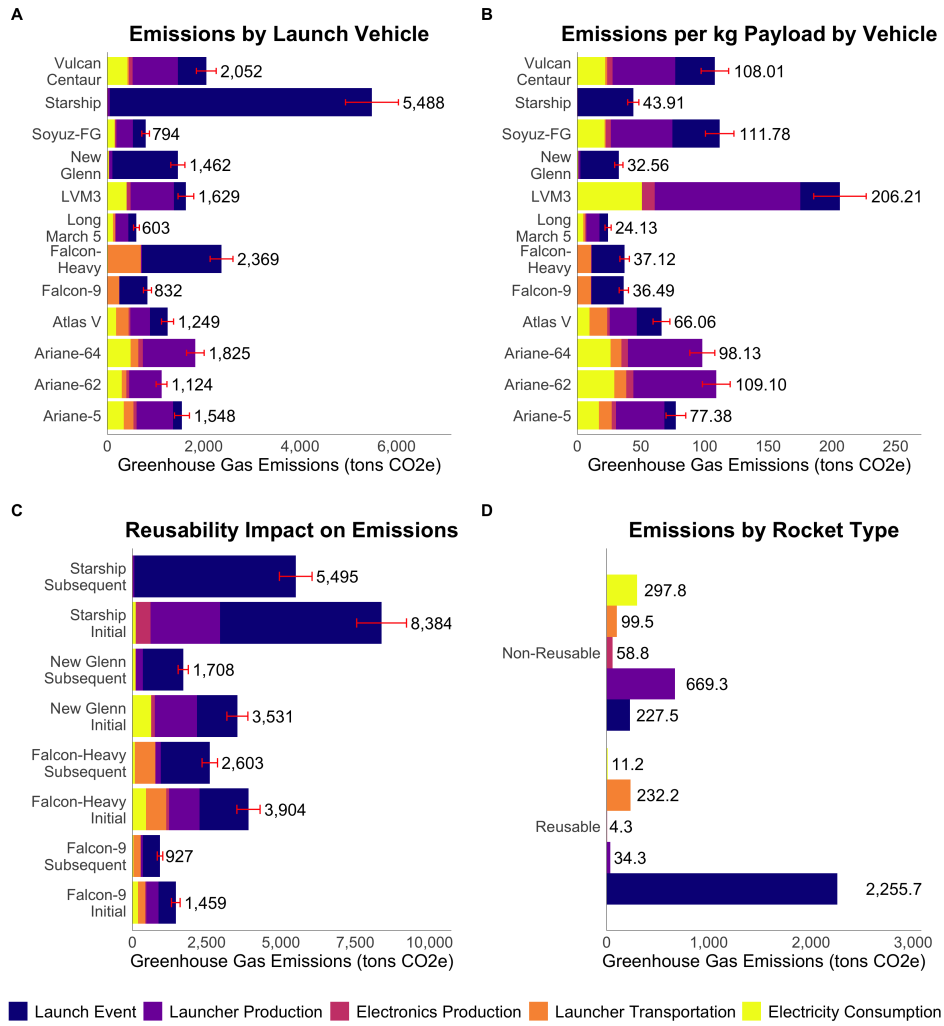 A
Emissions by Launch Vehicle
Vulcan
Centaur
2,052
Starship
5,488
Soyuz-FG
794
New
Glenn
1,462
LVM3
1,629
Long
March 5
603
Falcon-
Heavy
2,369
Falcon-9
832
Atlas V
1,249
Ariane-64
1,825
Ariane-62
1,124
Ariane-5
1,548
0 2,000 4,000 6,000
Greenhouse Gas Emissions (tons CO2e)
B
Emissions per kg Payload by Vehicle
Vulcan
Centaur
108.01
Starship
43.91
Soyuz-FG
111.78
New
Glenn
32.56
LVM3
206.21
Long
March 5
24.13
Falcon-
Heavy
37.12
Falcon-9
36.49
Atlas V
66.06
Ariane-64
98.13
Ariane-62
109.10
Ariane-5
77.38
0 50 100 150 200 250
Greenhouse Gas Emissions (tons CO2e)
C
Reusability Impact on Emissions
Starship
Subsequent
5,495
Starship
Initial
8,384
New Glenn
Subsequent
1,708
New Glenn
Initial
3,531
Falcon-Heavy
Subsequent
2,603
Falcon-Heavy
Initial
3,904
Falcon-9
Subsequent
927
Falcon-9
Initial
1,459
0 2,500 5,000 7,500 10,000
Greenhouse Gas Emissions (tons CO2e)
D
Emissions by Rocket Type
Non-Reusable
297.8
99.5
58.8
669.3
227.5
Reusable
11.2
232.2
4.3
34.3
2,255.7
0 1,000 2,000 3,000
Greenhouse Gas Emissions (tons CO2e)
Launch Event Launcher Production Electronics Production Launcher Transportation Electricity Consumption